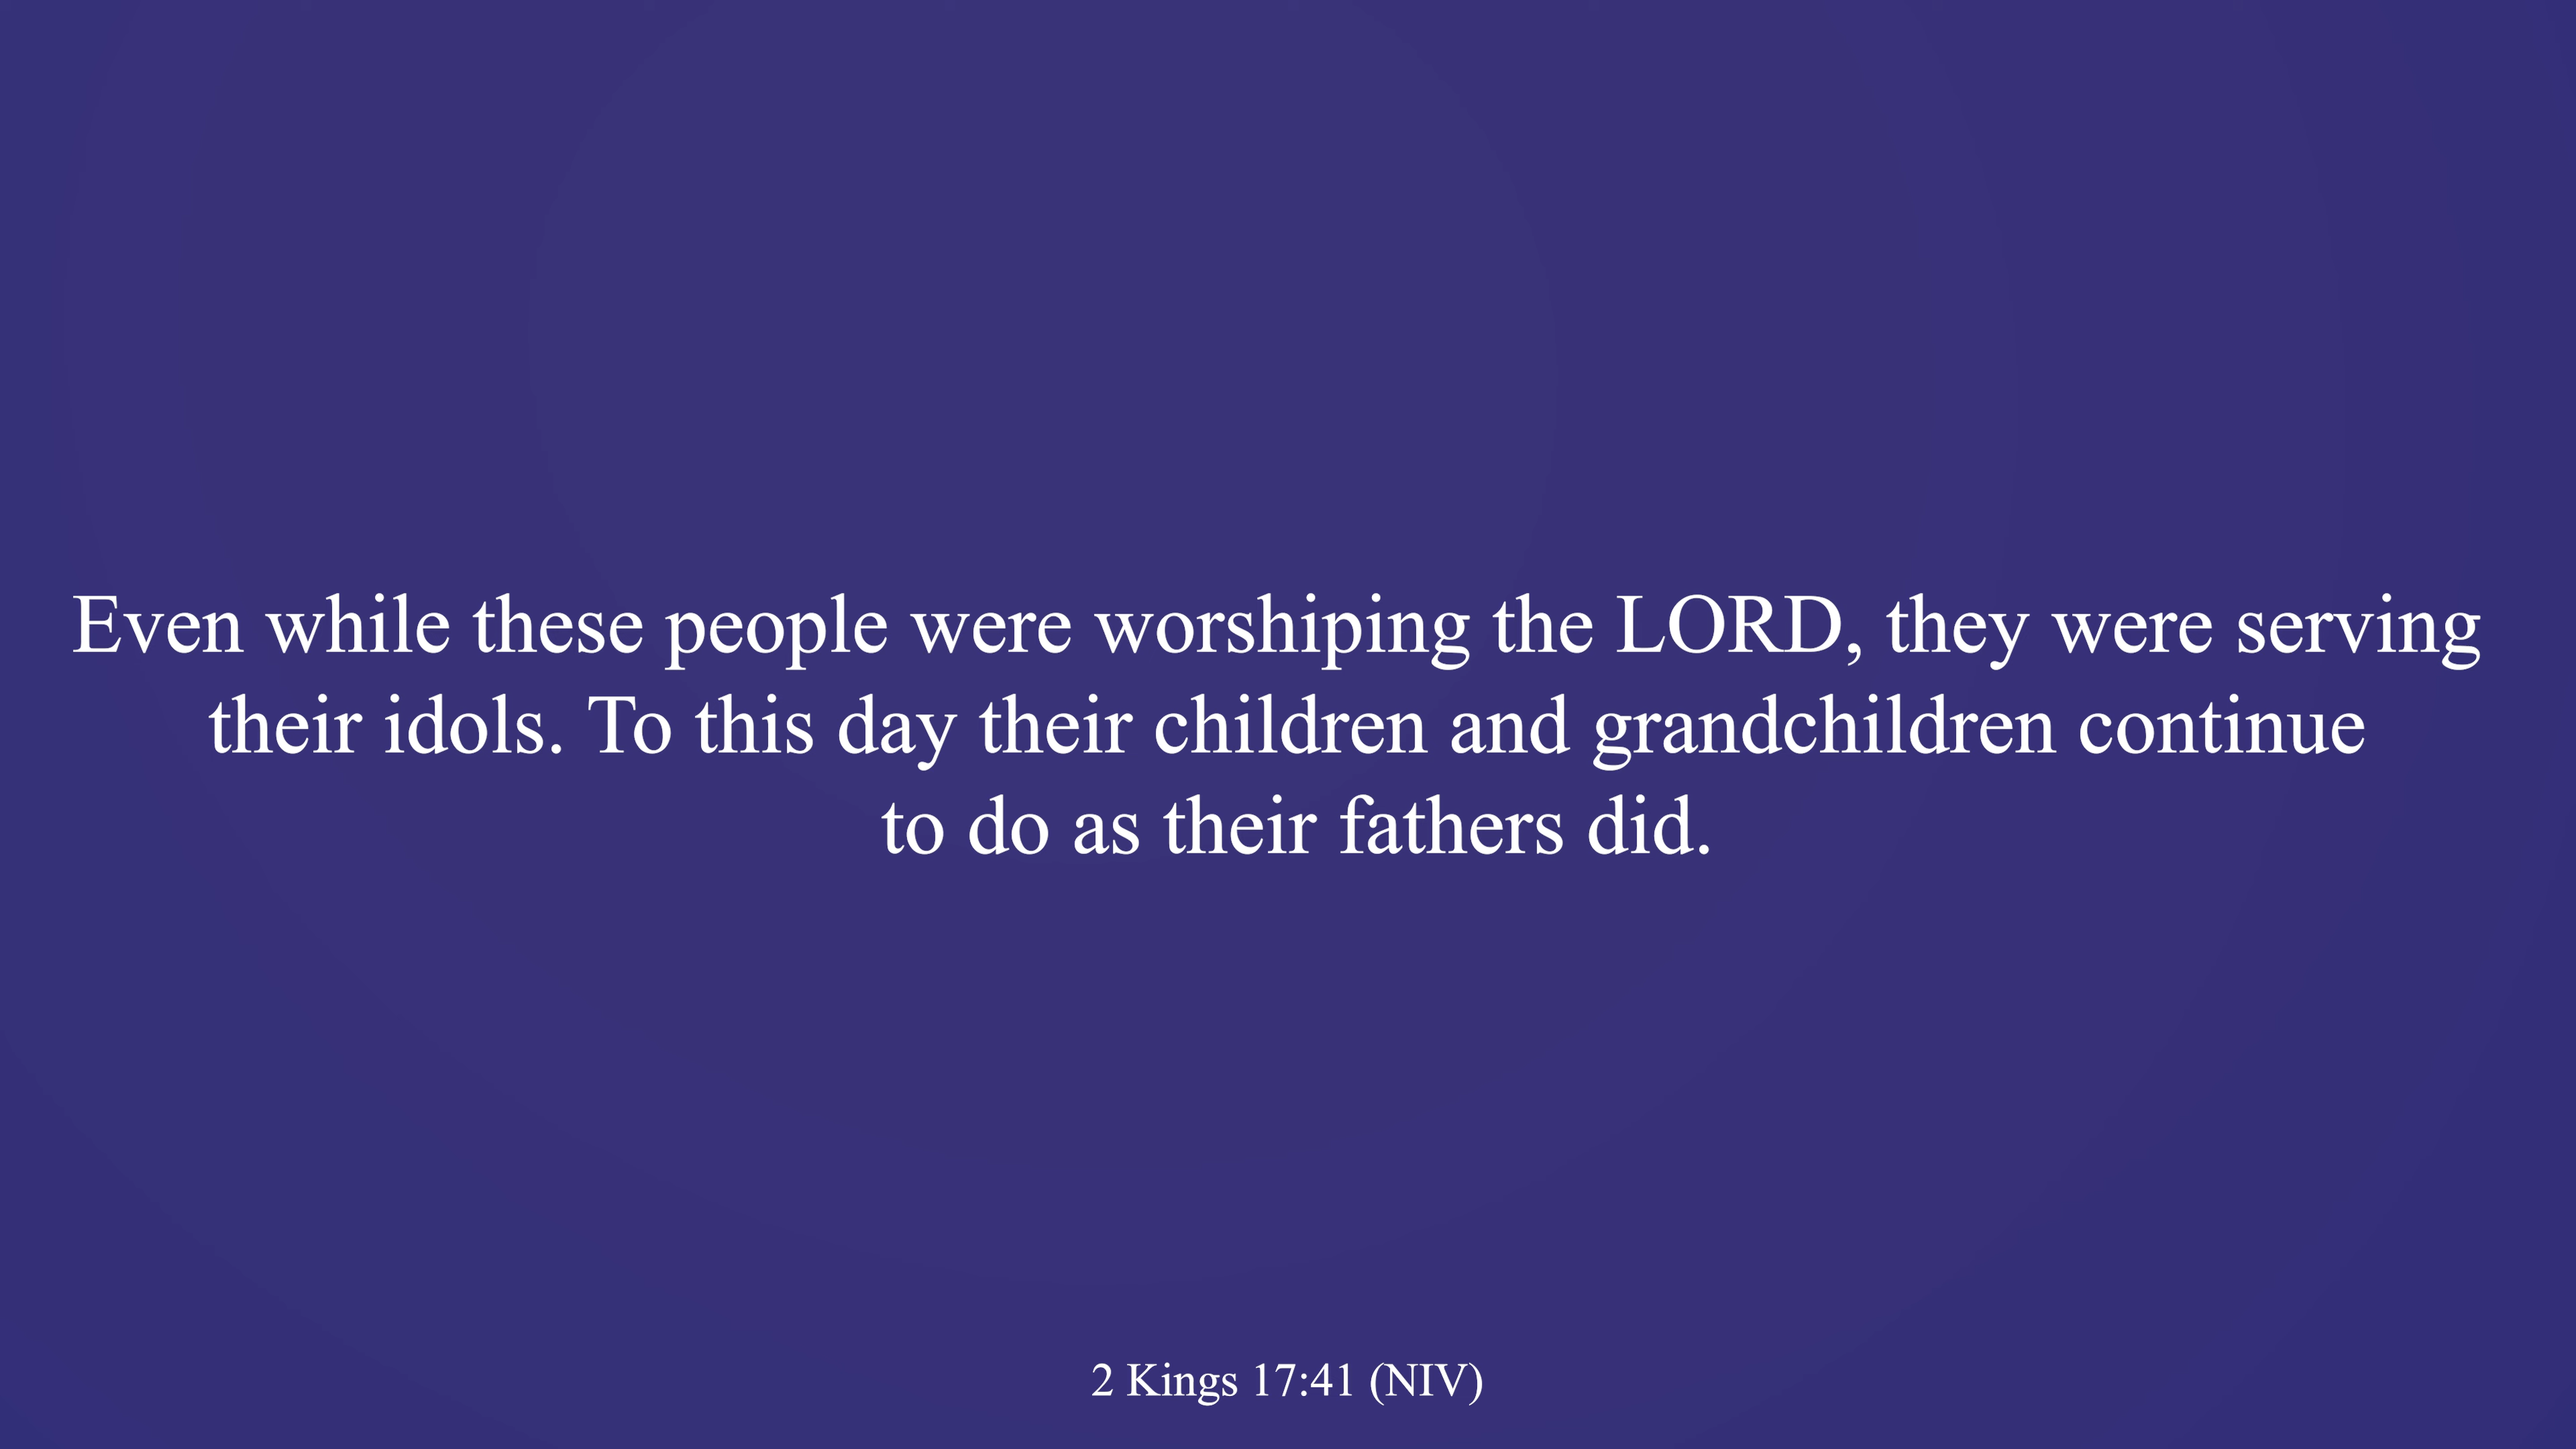 Even while these people were worshiping the LORD, they were serving
their idols. To this day their children and grandchildren continue
to do as their fathers did.
2 Kings 17:41 (NIV)